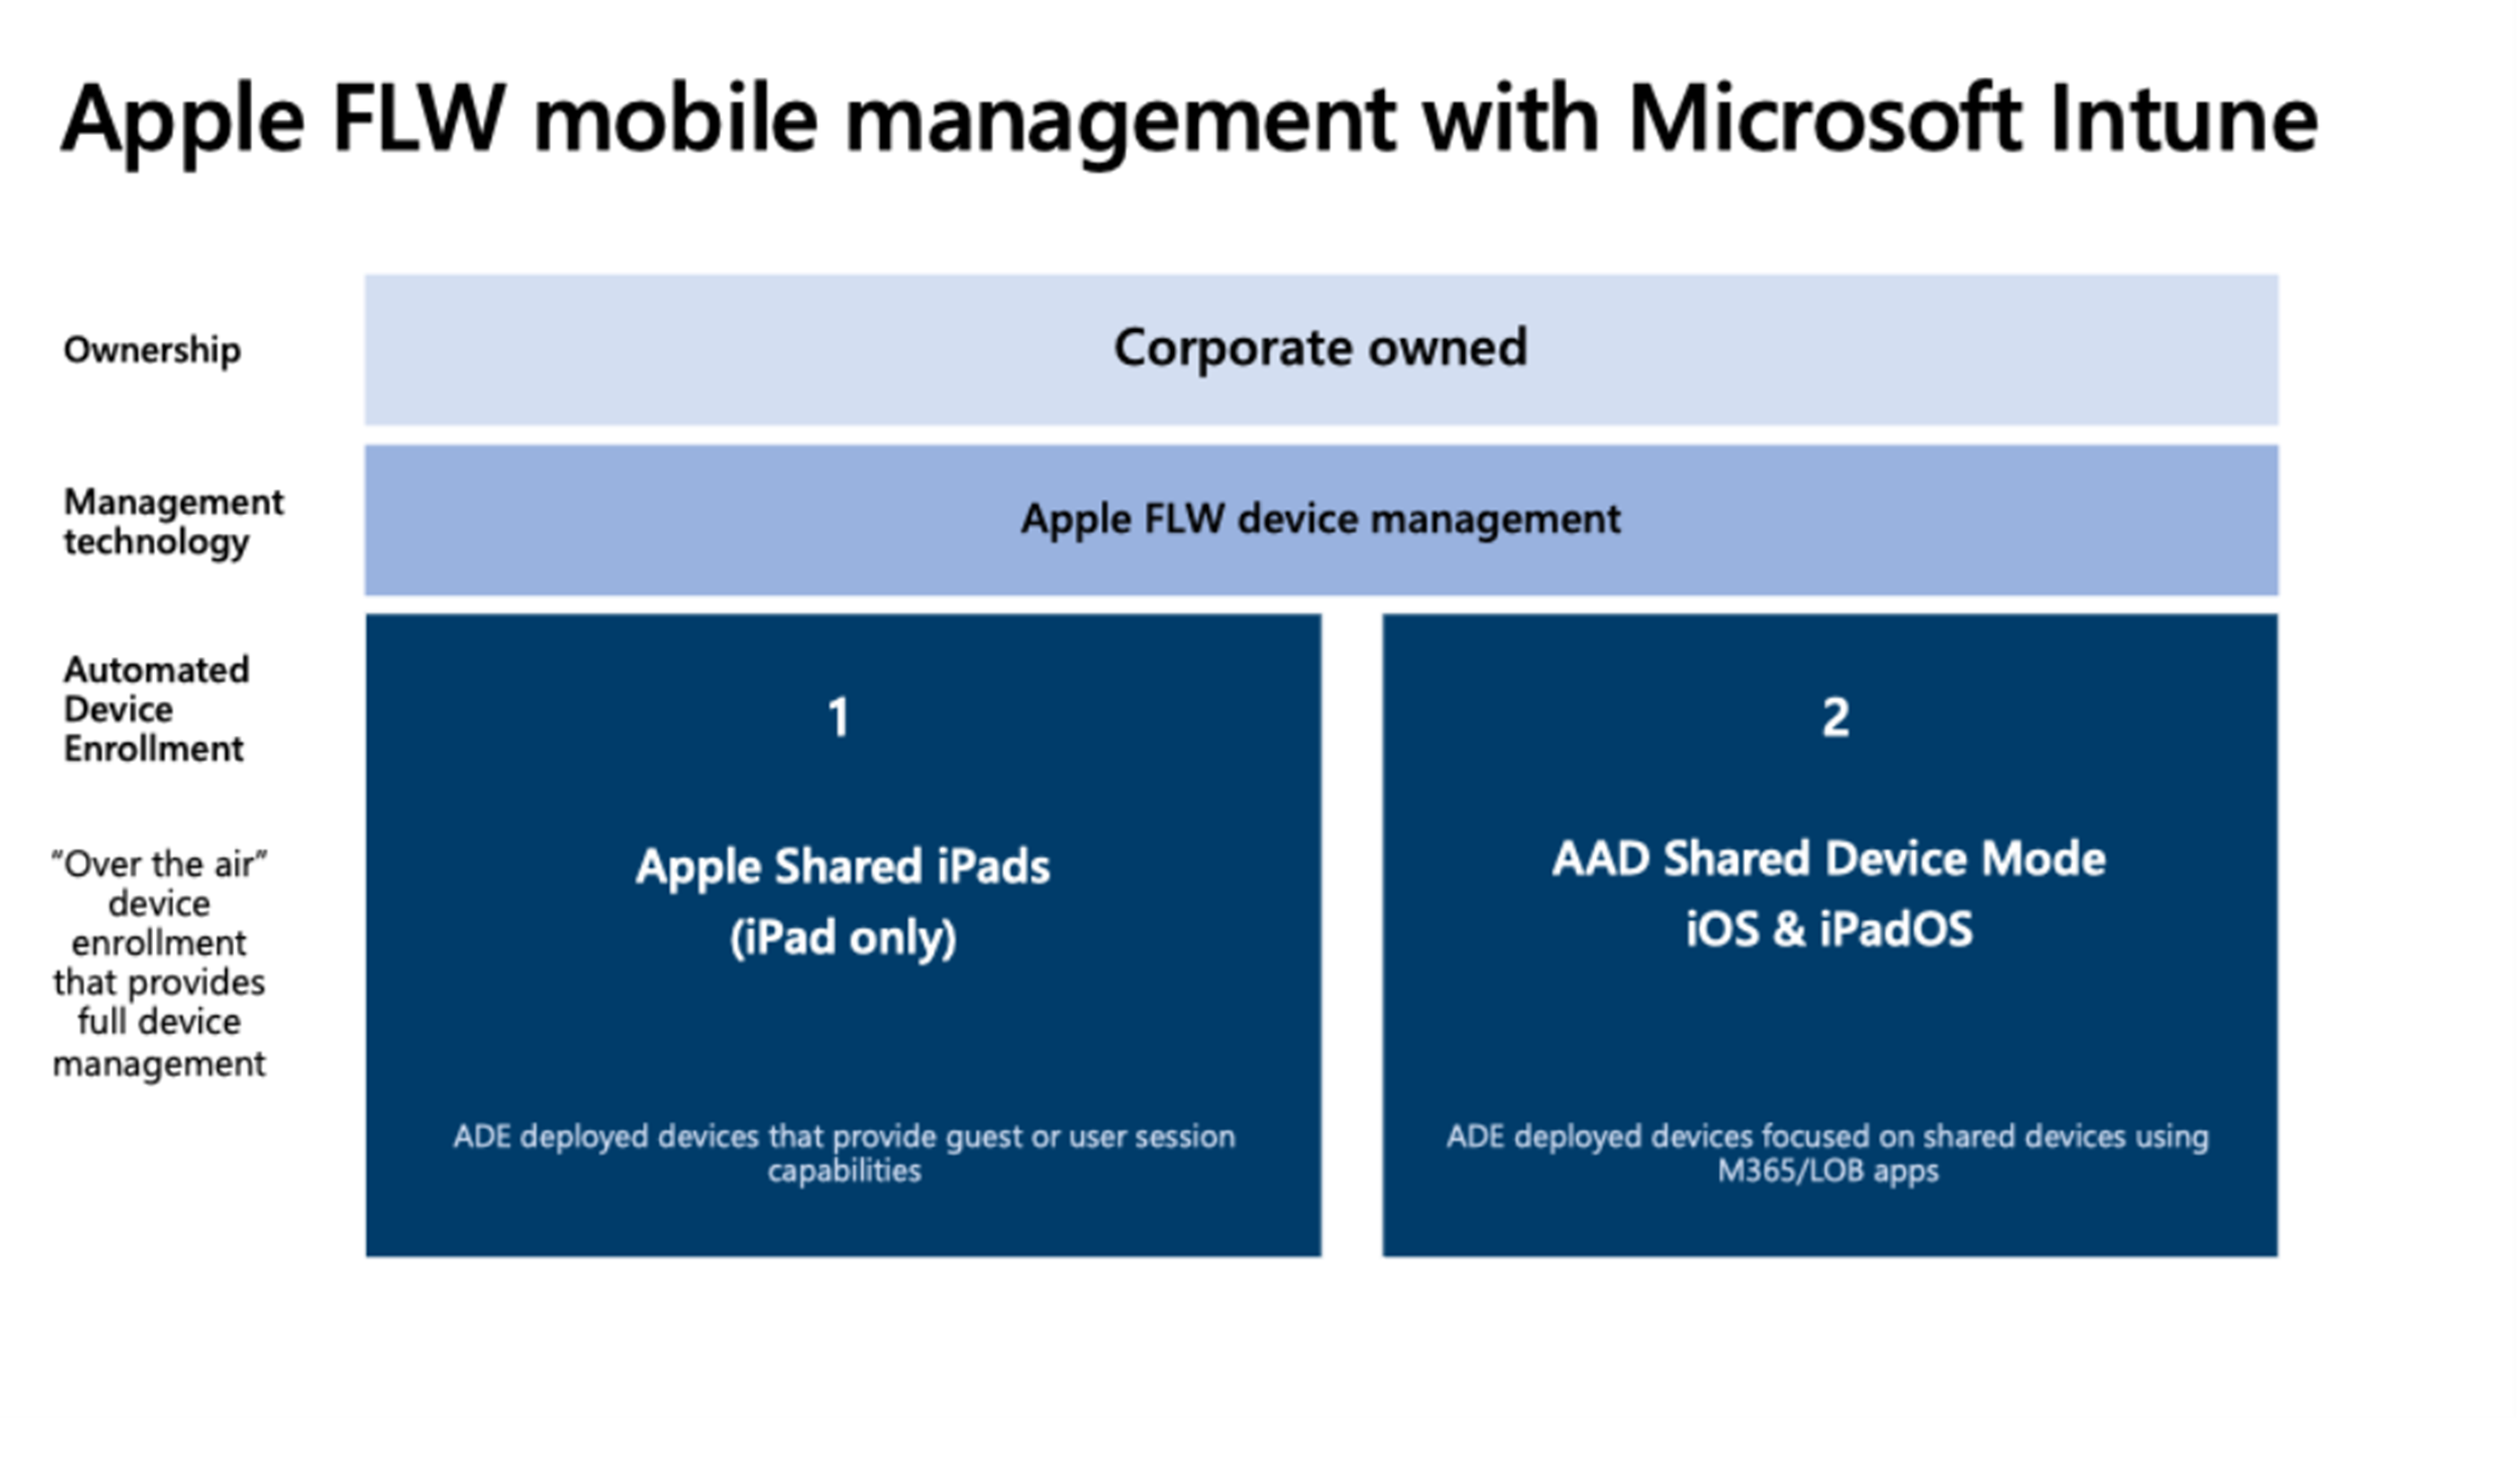 Apple FLW mobile management with Microsoft Intune
Ownership
Corporate owned
Management
technology
Apple FLW device management
Automated
Device
Enrollment
“Over the air”
device
enrollment
that provides
full device
management
1
Apple Shared iPads
(iPad only)
ADE deployed devices that provide guest or user session
capabilities
2
AAD Shared Device Mode
iOS & iPadOS
ADE deployed devices focused on shared devices using
M365/LOB apps